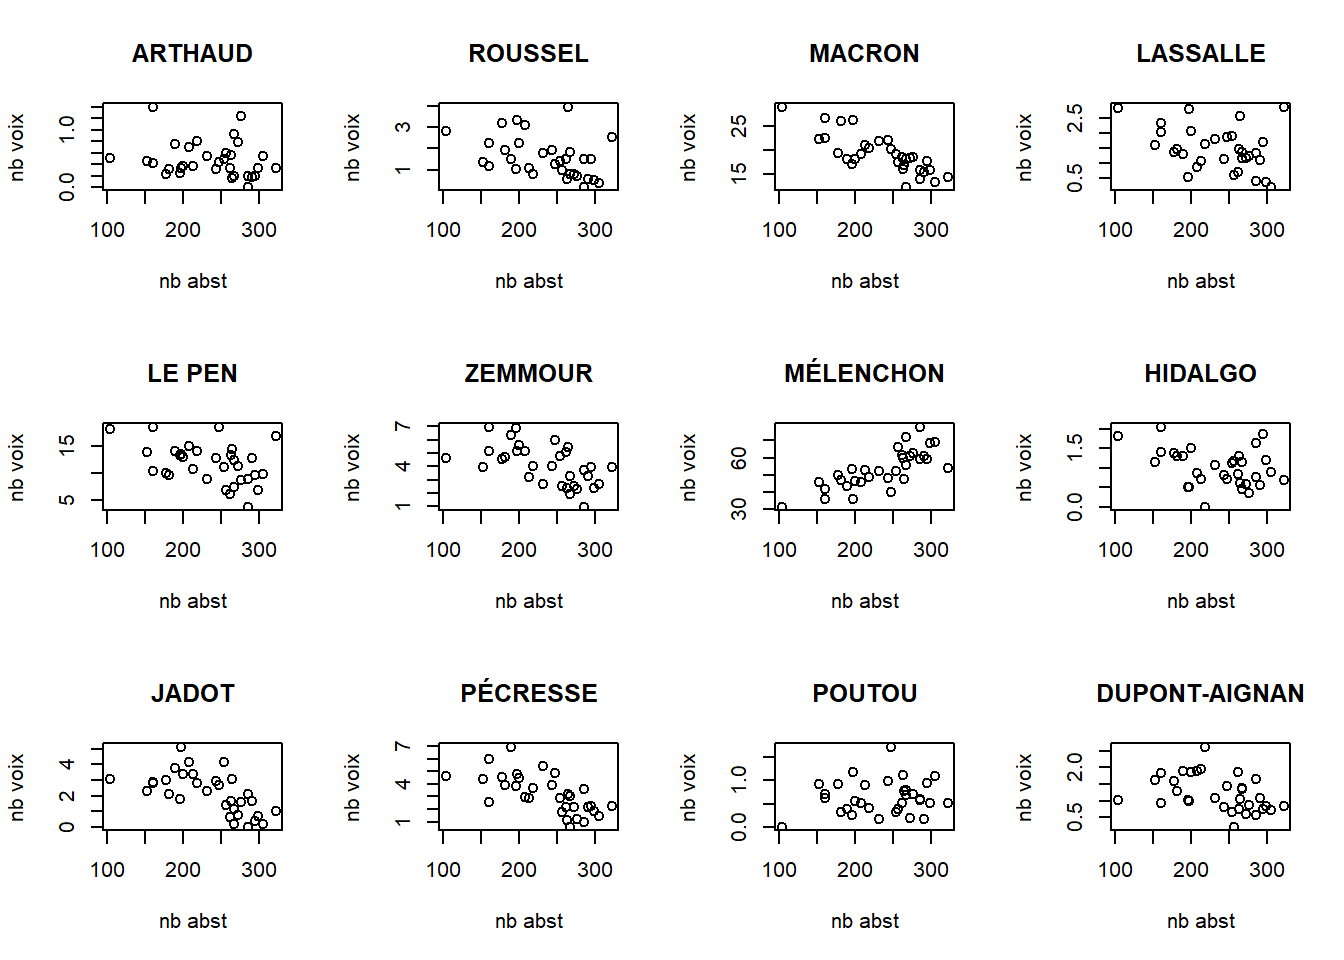 ARTHAUD
nb voix
0.0 1.0
100 200 300
nb abst
ROUSSEL
nb voix
1 3
100 200 300
nb abst
MACRON
nb voix
15 25
100 200 300
nb abst
LASSALLE
nb voix
0.5 2.5
100 200 300
nb abst
LE PEN
nb voix
5 15
100 200 300
nb abst
ZEMMOUR
nb voix
1 4 7
100 200 300
nb abst
MÉLENCHON
nb voix
30 60
100 200 300
nb abst
HIDALGO
nb voix
0.0 1.5
100 200 300
nb abst
JADOT
nb voix
0 2 4
100 200 300
nb abst
PÉCRESSE
nb voix
1 4 7
100 200 300
nb abst
POUTOU
nb voix
0.0 1.0
100 200 300
nb abst
DUPONT-AIGNAN
nb voix
0.5 2.0
100 200 300
nb abst